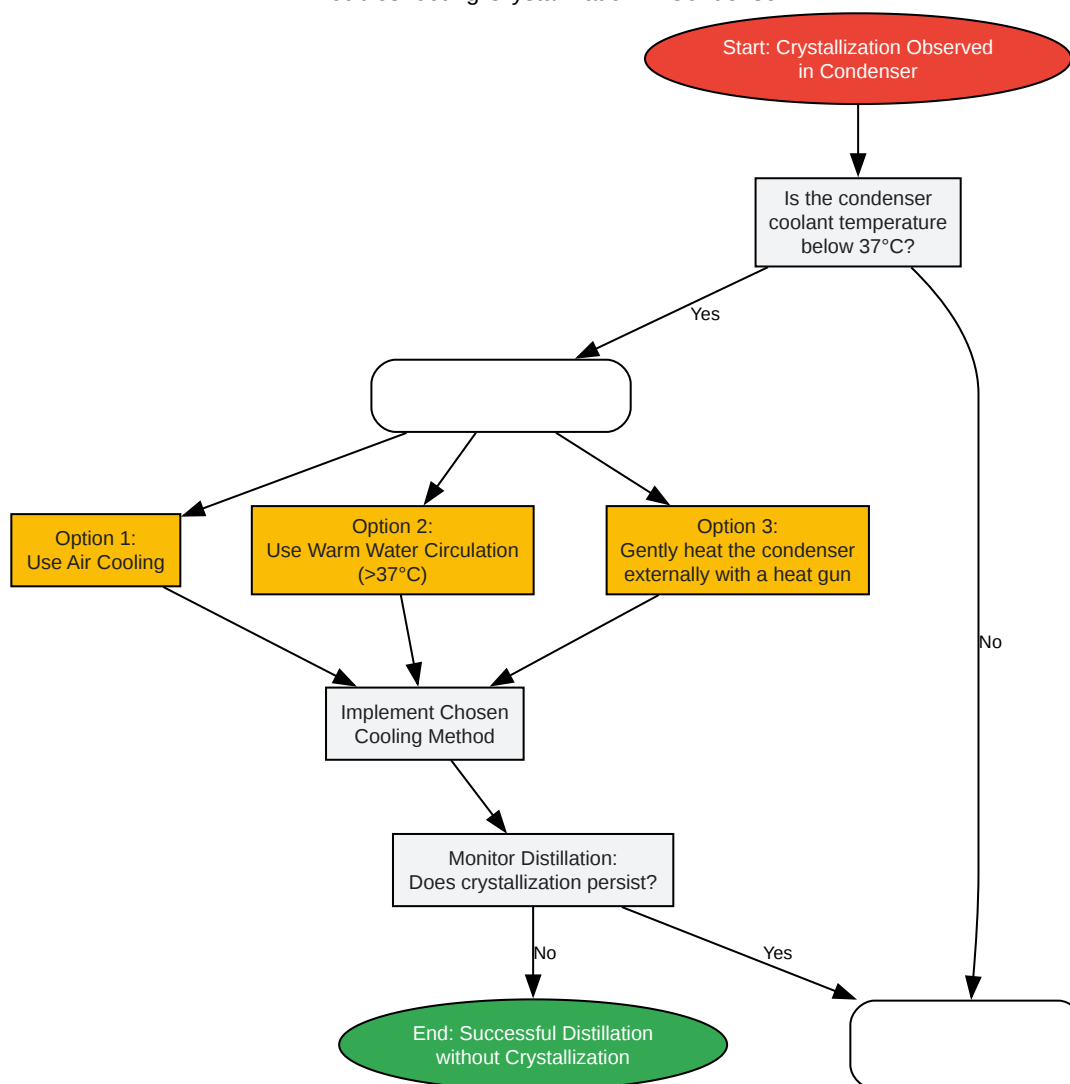 Start: Crystallization Observed
in Condenser
Is the condenser
coolant temperature
below 37°C?
Yes
Option 1:
Use Air Cooling
Option 2:
Use Warm Water Circulation
(>37°C)
Option 3:
Gently heat the condenser
externally with a heat gun
No
Implement Chosen
Cooling Method
Monitor Distillation:
Does crystallization persist?
No
Yes
End: Successful Distillation
without Crystallization